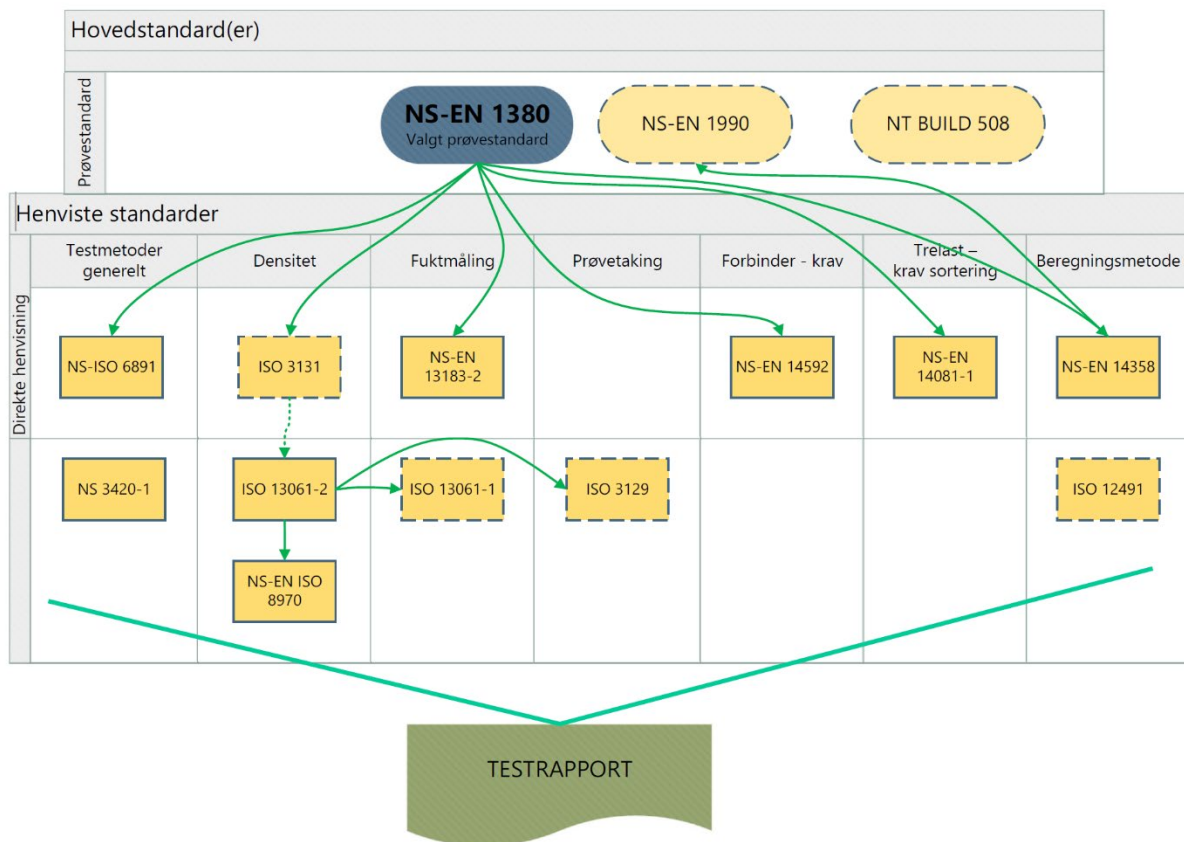 Hovedstandard(er)
Prøvestandard
NS-EN 1380
Valgt prøvestandard
NS-EN 1990
NT BUILD 508
Henviste standarder
Testmetoder
generelt
Densitet
Fuktmåling
Prøvetaking
Forbinder - krav
Trelast –
krav sortering
Beregningsmetode
Direkte henvisning
NS-ISO 6891
ISO 3131
NS-EN
13183-2
NS-EN 14592
NS-EN
14081-1
NS-EN 14358
NS 3420-1
ISO 13061-2
ISO 13061-1
ISO 3129
ISO 12491
NS-EN ISO
8970
TESTRAPPORT